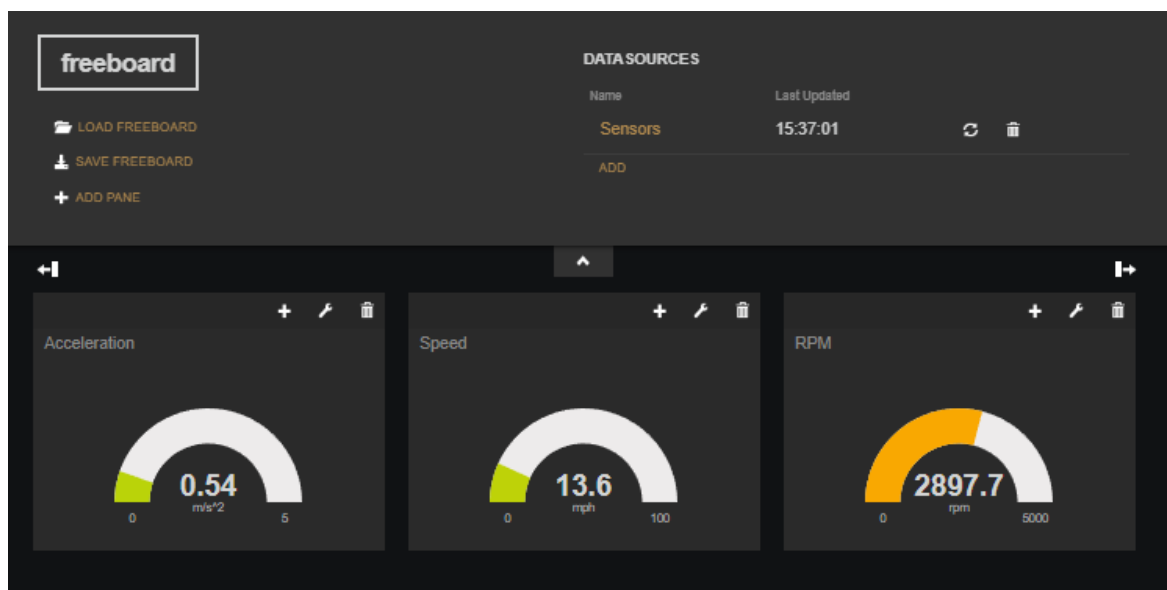 freeboard
LOAD FREEBOARD
SAVE FREEBOARD
ADD PANE
DATASOURCES
Name Last Updated
Sensors 15:37:01
ADD
Acceleration
0.54
m/s^2
0 5
Speed
13.6
mph
0 100
RPM
2897.7
rpm
0 5000